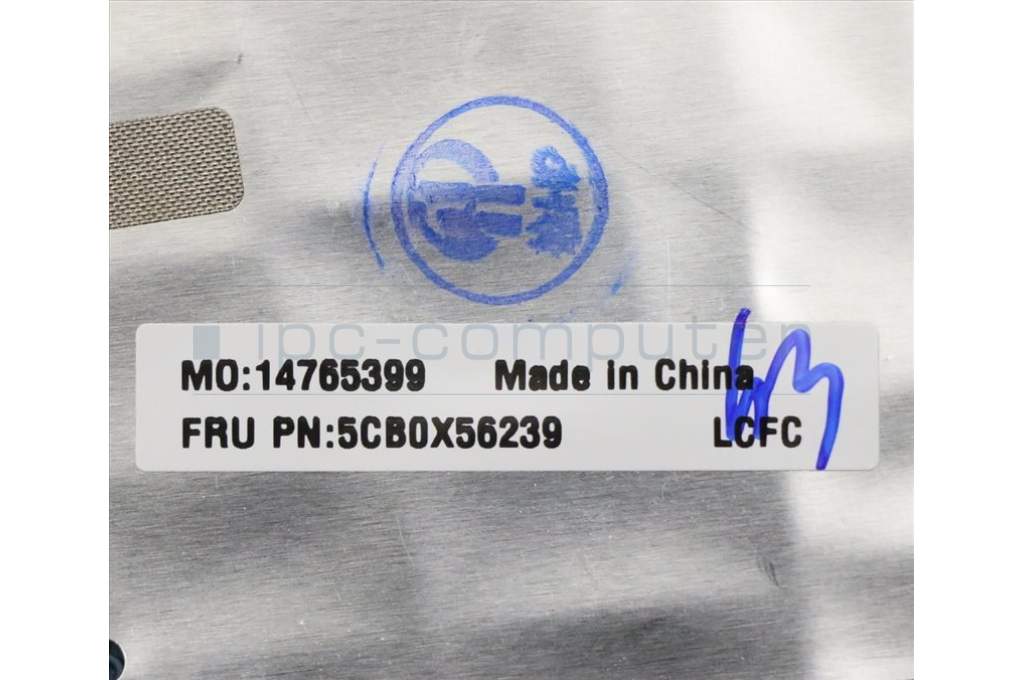 ipc-computer
MO:14765399 Made in China
FRU PN:5CB0X56239 LCFC